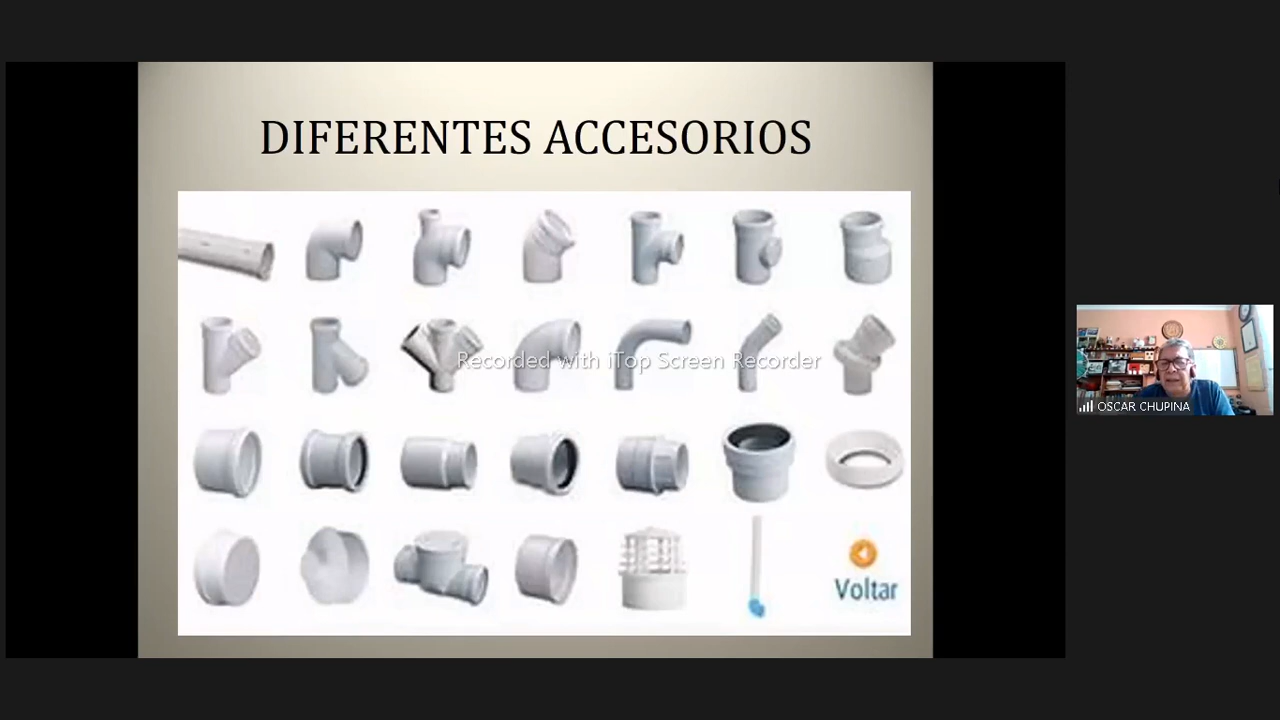 DIFERENTES ACCESORIOS
Recorded with iTop Screen Recorder
OSCAR CHUPINA
Voltar